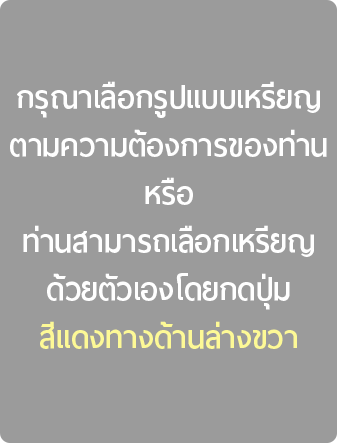 กรุณาเลือกรูปแบบเหรียญ
ตามความต้องการของท่าน
หรือ
ท่านสามารถเลือกเหรียญ
ด้วยตัวเองโดยกดปุ่ม
สีแดงทางด้านล่างขวา